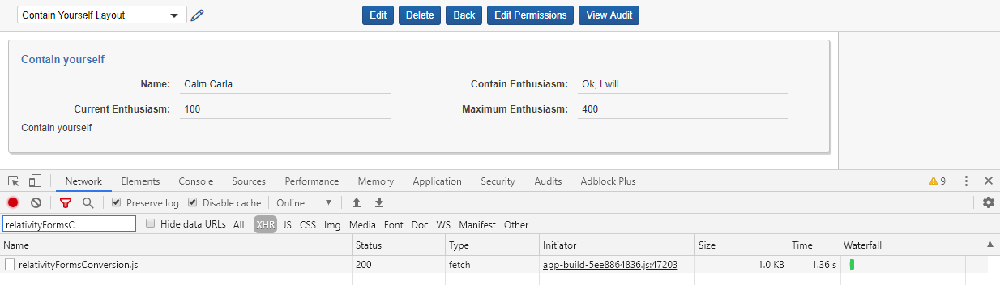 Contain Yourself Layout Edit Delete Back Edit Permissions View Audit
Contain yourself
Name: Calm Carla Contain Enthusiasm: Ok, I will.
Current Enthusiasm: 100 Maximum Enthusiasm: 400
Contain yourself
Network Elements Console Sources Performance Memory Application Security Audits Adblock Plus 9
Preserve log Disable cache Online
relativityFormsC Hide data URLs All XHR JS CSS Img Media Font Doc WS Manifest Other
Name Status Type Initiator Size Time Waterfall
relativityFormsConversion.js 200 fetch app-build-5ee8864836.js:47203 1.0 KB 1.36 s